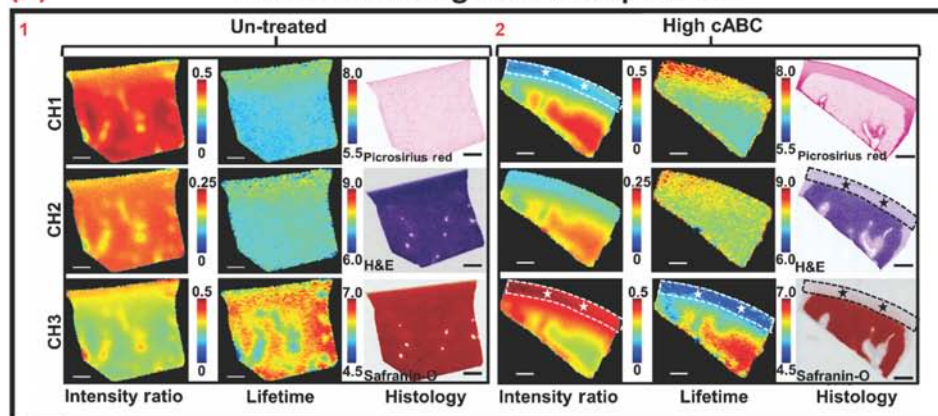 1
Un-treated
2
High cABC
CH1
0.5
0
8.0
5.5
Picrosirius red
0.5
0
8.0
5.5
Picrosirius red
CH2
0.25
0
9.0
6.0
H&E
0.25
0
9.0
6.0
H&E
CH3
0.5
0
7.0
4.5
Safranin-O
0.5
0
7.0
4.5
Safranin-O
Intensity ratio
Lifetime
Histology
Intensity ratio
Lifetime
Histology